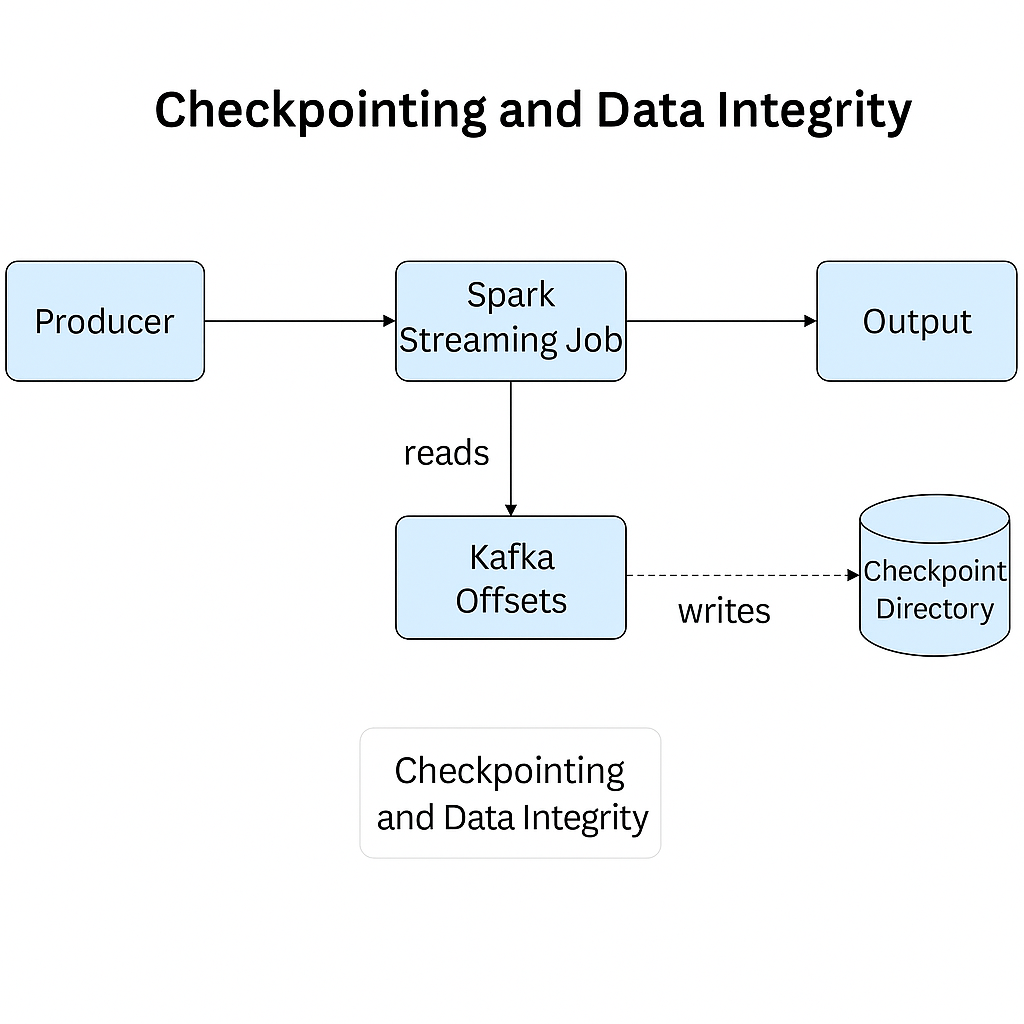 Checkpointing and Data Integrity
Producer
Spark
Streaming Job
Output
reads
Kafka
Offsets
writes
Checkpoint
Directory
Checkpointing
and Data Integrity